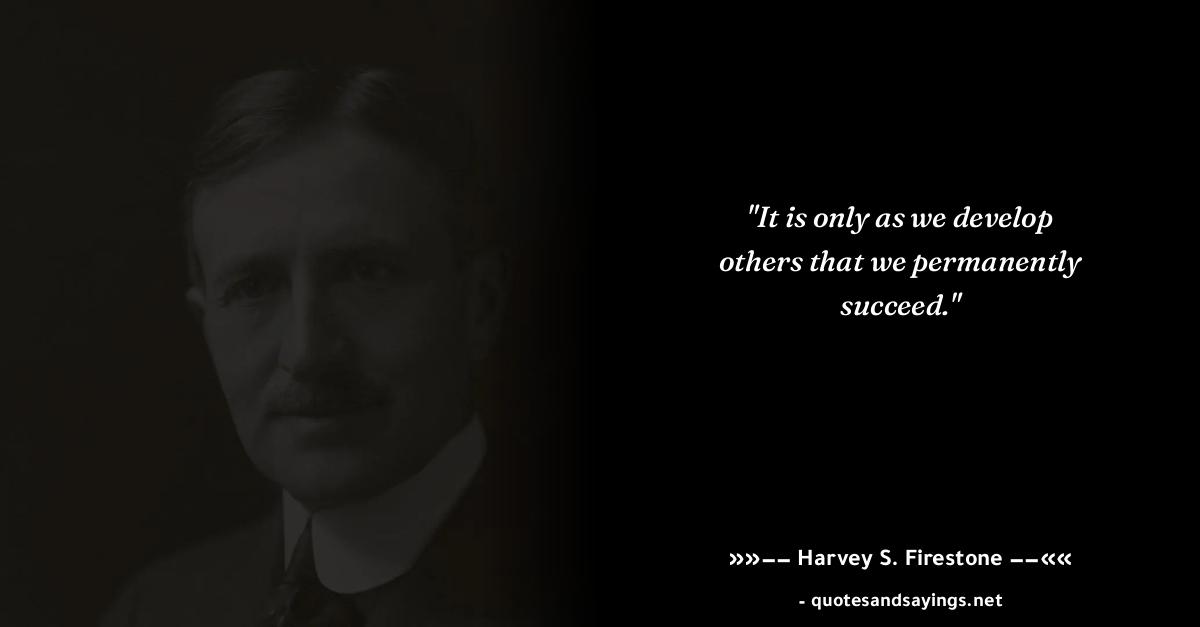 "It is only as we develop
others that we permanently
succeed."
»»–– Harvey S. Firestone ––««
- quotesandsayings.net